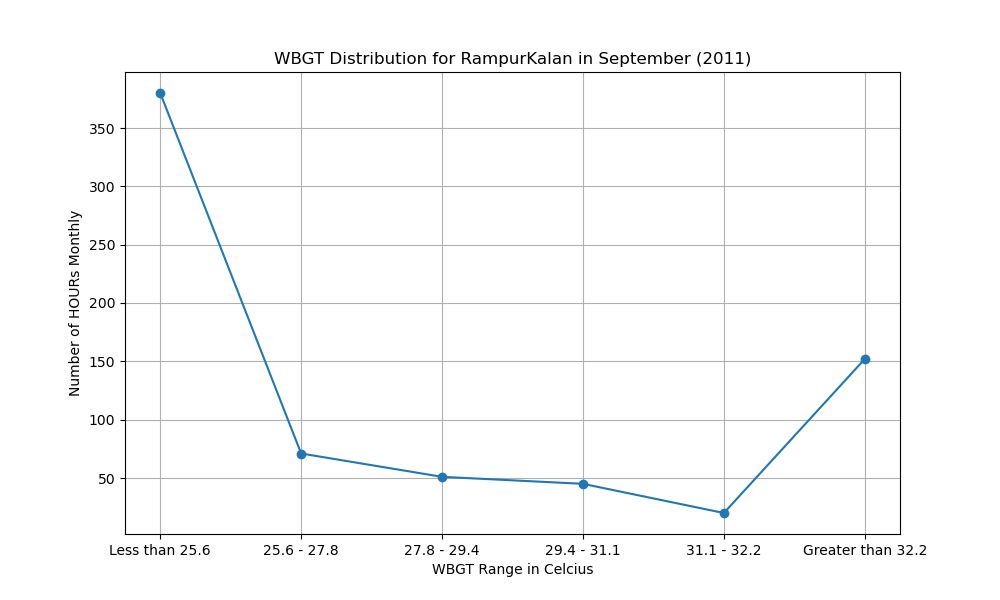 WBGT Distribution for RampurKalan in September (2011)
Number of HOURs Monthly
350
300
250
200
150
100
50
Less than 25.6
25.6 - 27.8
27.8 - 29.4
29.4 - 31.1
31.1 - 32.2
Greater than 32.2
WBGT Range in Celcius